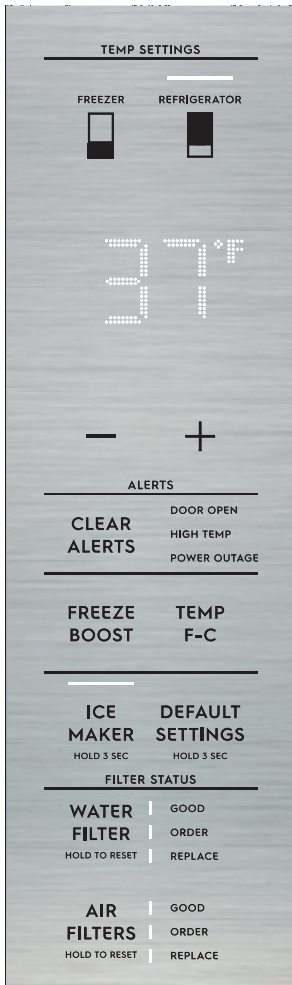 TEMP SETTINGS
FREEZER REFRIGERATOR
37°F
− +
ALERTS
CLEAR ALERTS
DOOR OPEN
HIGH TEMP
POWER OUTAGE
FREEZE BOOST
TEMP F-C
ICE MAKER
HOLD 3 SEC
DEFAULT SETTINGS
HOLD 3 SEC
FILTER STATUS
WATER FILTER
HOLD TO RESET
GOOD
ORDER
REPLACE
AIR FILTERS
HOLD TO RESET
GOOD
ORDER
REPLACE